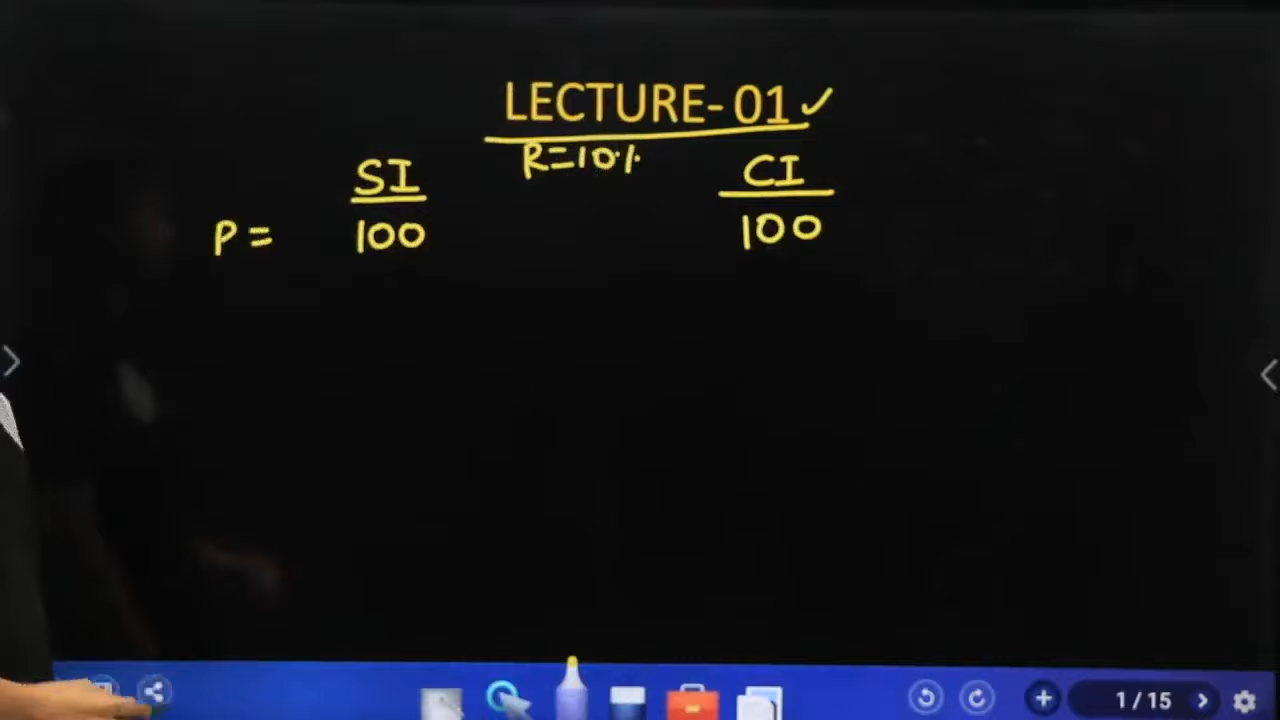 LECTURE-01✓
R=10%
SI CI
P= 100 100
1/15